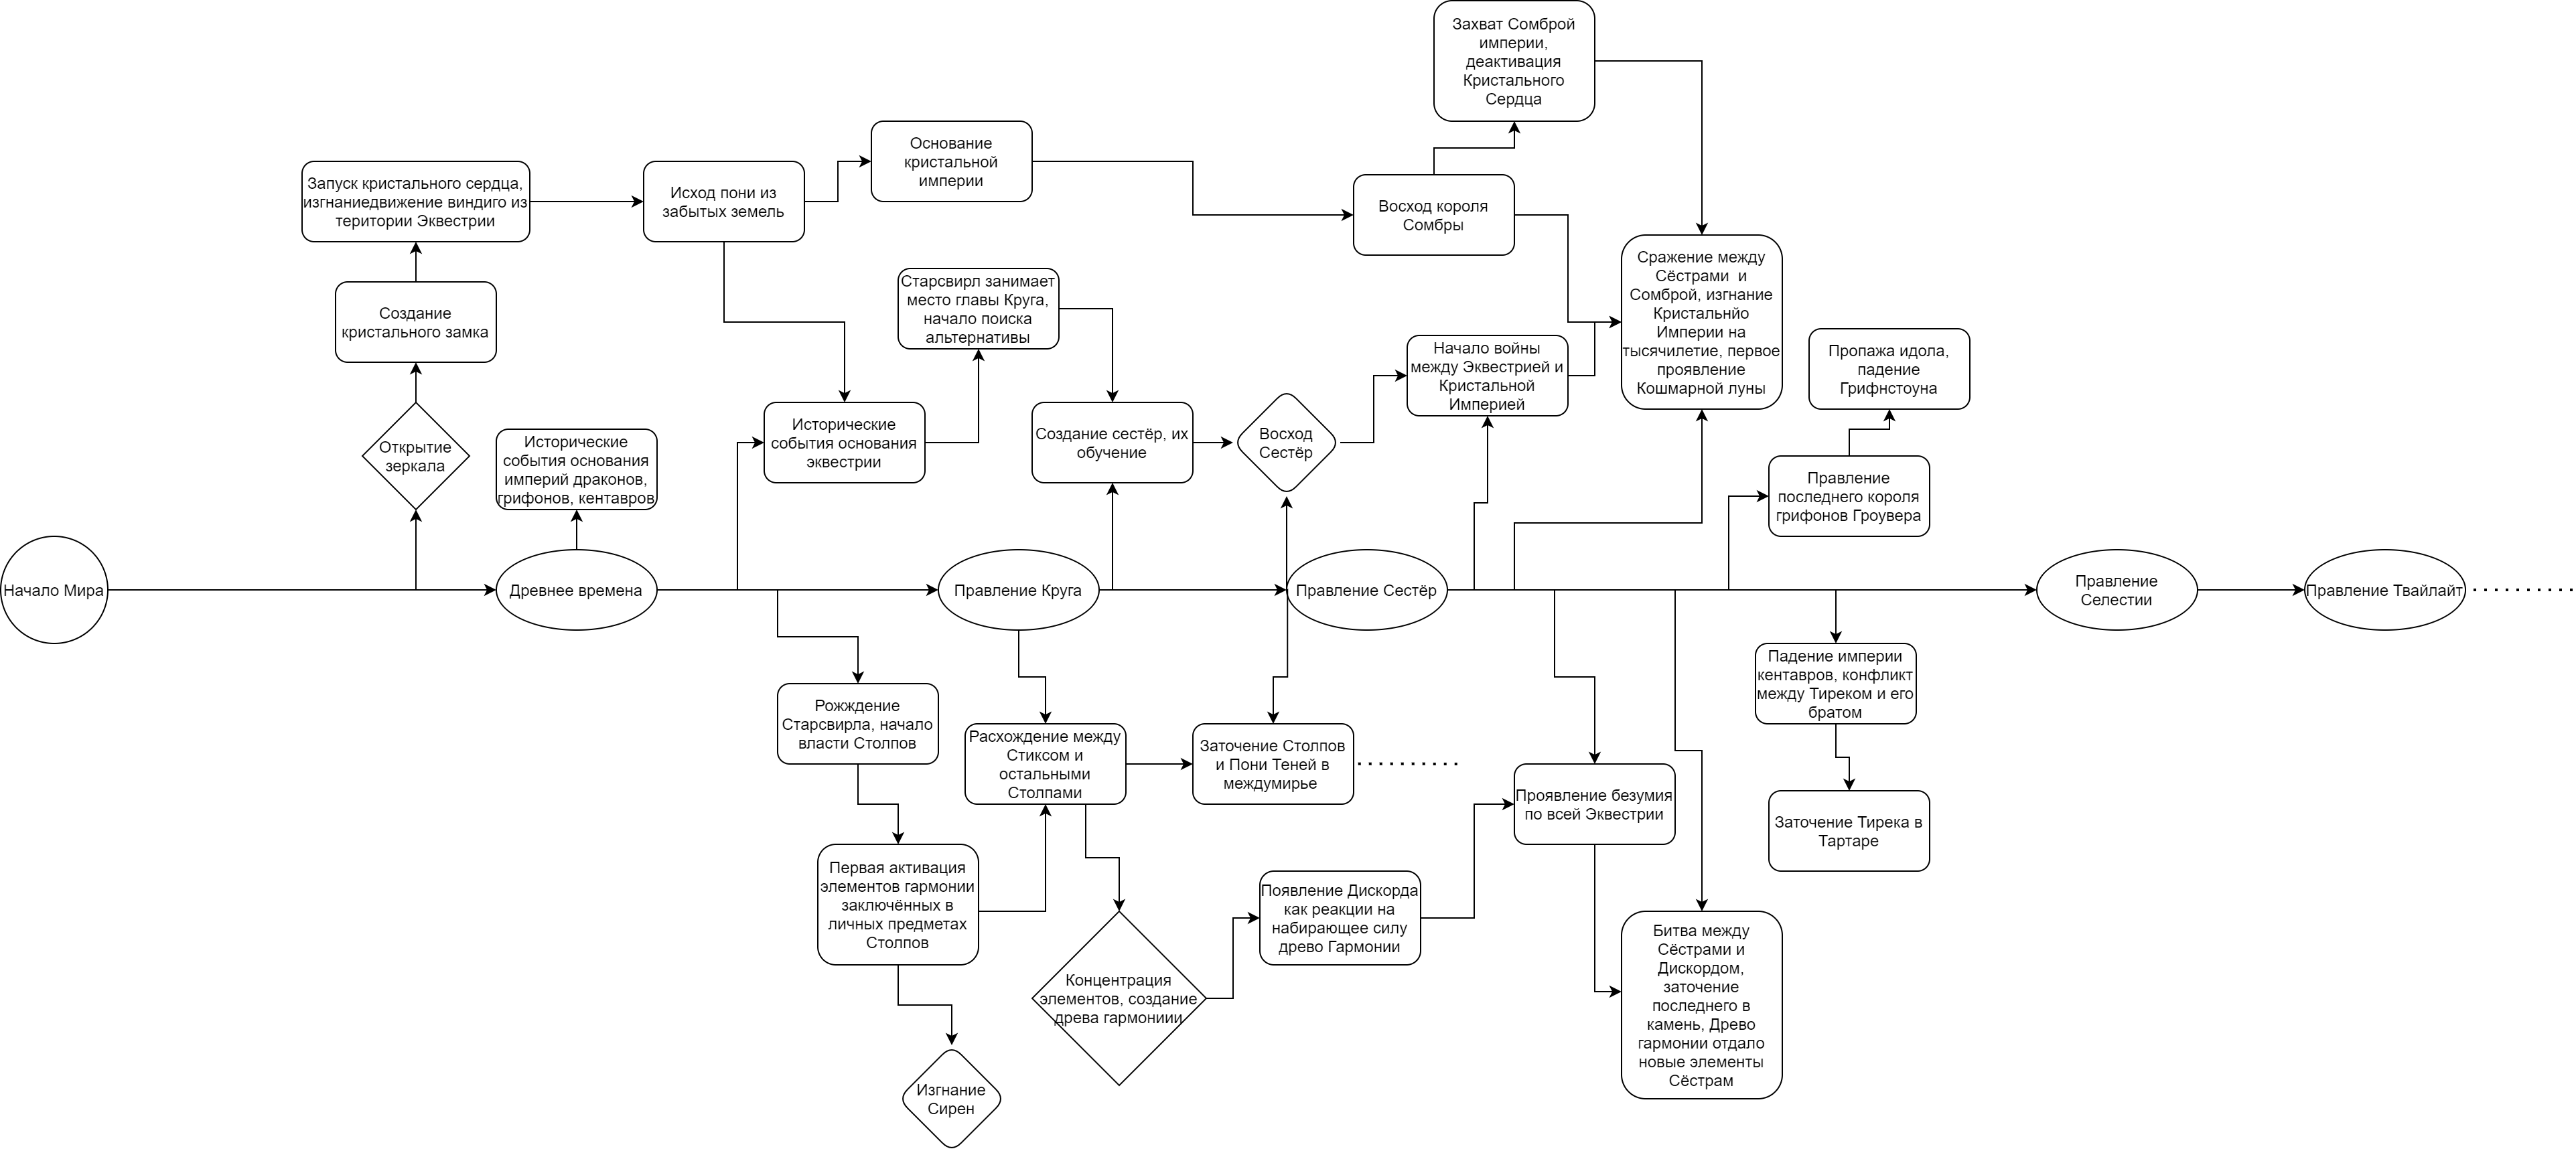 Захват Сомброй
империи,
деактивация
Кристального
Сердца
Основание
кристальной
империи
Запуск кристального сердца,
изгнаниедвижение виндиго из
територии Эквестрии
Исход пони из
забытых земель
Восход короля
Сомбры
Сражение между
Сёстрами и
Сомброй, изгнание
Кристальнйо
Империи на
тысячилетие, первое
проявление
Кошмарной луны
Старсвирл занимает
место главы Круга,
начало поиска
альтернативы
Создание
кристального замка
Начало войны
между Эквестрией и
Кристальной
Империей
Пропажа идола,
падение
Грифнстоуна
Открытие
зеркала
Исторические
события основания
империй драконов,
грифонов, кентавров
Исторические
события основания
эквестрии
Создание сестёр, их
обучение
Восход
Сестёр
Правление
последнего короля
грифонов Гроувера
Начало Мира
Древнее времена
Правление Круга
Правление Сестёр
Правление
Селестии
Правление Твайлайт
Падение империи
кентавров, конфликт
между Тиреком и его
братом
Рожждение
Старсвирла, начало
власти Столпов
Расхождение между
Стиксом и
остальными
Столпами
Заточение Столпов
и Пони Теней в
междумирье
Проявление безумия
по всей Эквестрии
Заточение Тирека в
Тартаре
Первая активация
элементов гармонии
заключённых в
личных предметах
Столпов
Появление Дискорда
как реакции на
набирающее силу
древо Гармонии
Концентрация
элементов, создание
древа гармониии
Битва между
Сёстрами и
Дискордом,
заточение
последнего в
камень, Древо
гармонии отдало
новые элементы
Сёстрам
Изгнание
Сирен